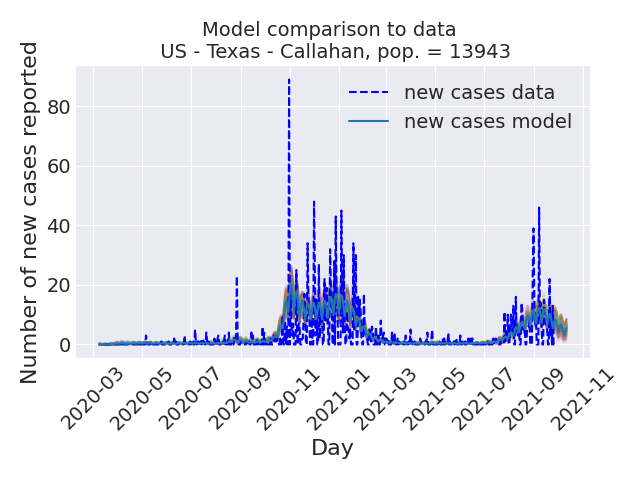 Model comparison to data
US - Texas - Callahan, pop. = 13943
Number of new cases reported
80
60
40
20
0
new cases data
new cases model
2020-03
2020-05
2020-07
2020-09
2020-11
2021-01
2021-03
2021-05
2021-07
2021-09
2021-11
Day